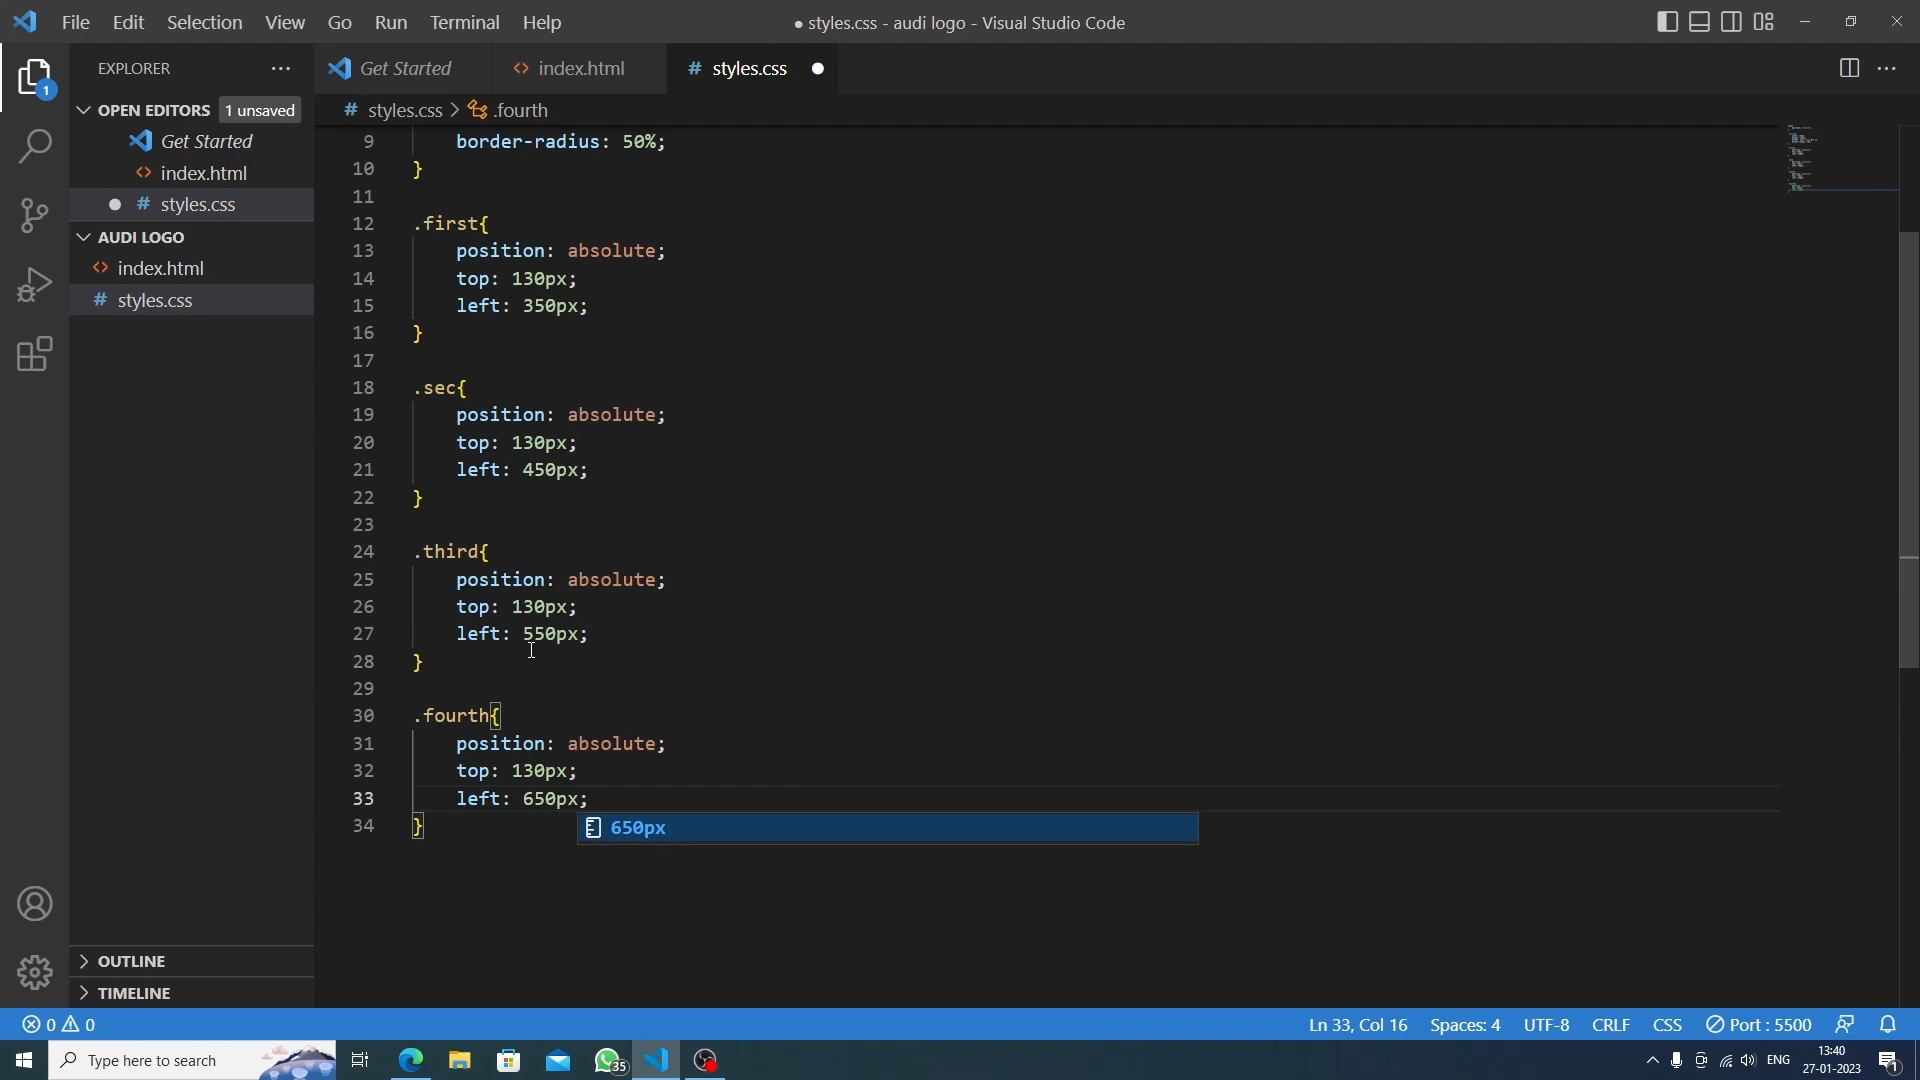 File Edit Selection View Go Run Terminal Help
● styles.css - audi logo - Visual Studio Code
EXPLORER
Get Started
index.html
# styles.css ●
1
OPEN EDITORS 1 unsaved
# styles.css > .fourth
Get Started
index.html
● # styles.css
AUDI LOGO
index.html
# styles.css
9 border-radius: 50%;
10 }
11
12 .first{
13 position: absolute;
14 top: 130px;
15 left: 350px;
16 }
17
18 .sec{
19 position: absolute;
20 top: 130px;
21 left: 450px;
22 }
23
24 .third{
25 position: absolute;
26 top: 130px;
27 left: 550px;
28 }
29
30 .fourth{
31 position: absolute;
32 top: 130px;
33 left: 650px;
34 }
650px
OUTLINE
TIMELINE
0 0
Ln 33, Col 16 Spaces: 4 UTF-8 CRLF CSS Port : 5500
Type here to search
35
ENG
13:40
27-01-2023
1